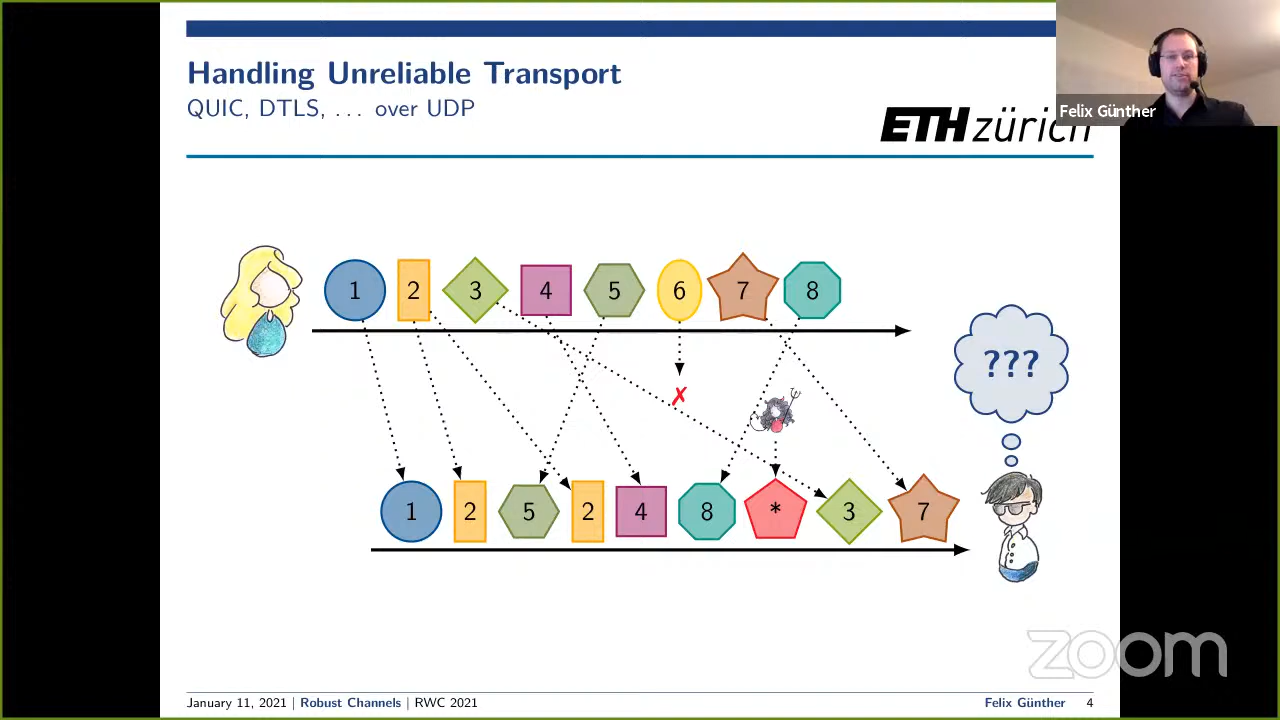 Handling Unreliable Transport
QUIC, DTLS, ... over UDP
ETH zürich
Felix Günther
1 2 3 4 5 6 7 8
???
✗
1 2 5 2 4 8 * 3 7
zoom
January 11, 2021 | Robust Channels | RWC 2021
Felix Günther 4